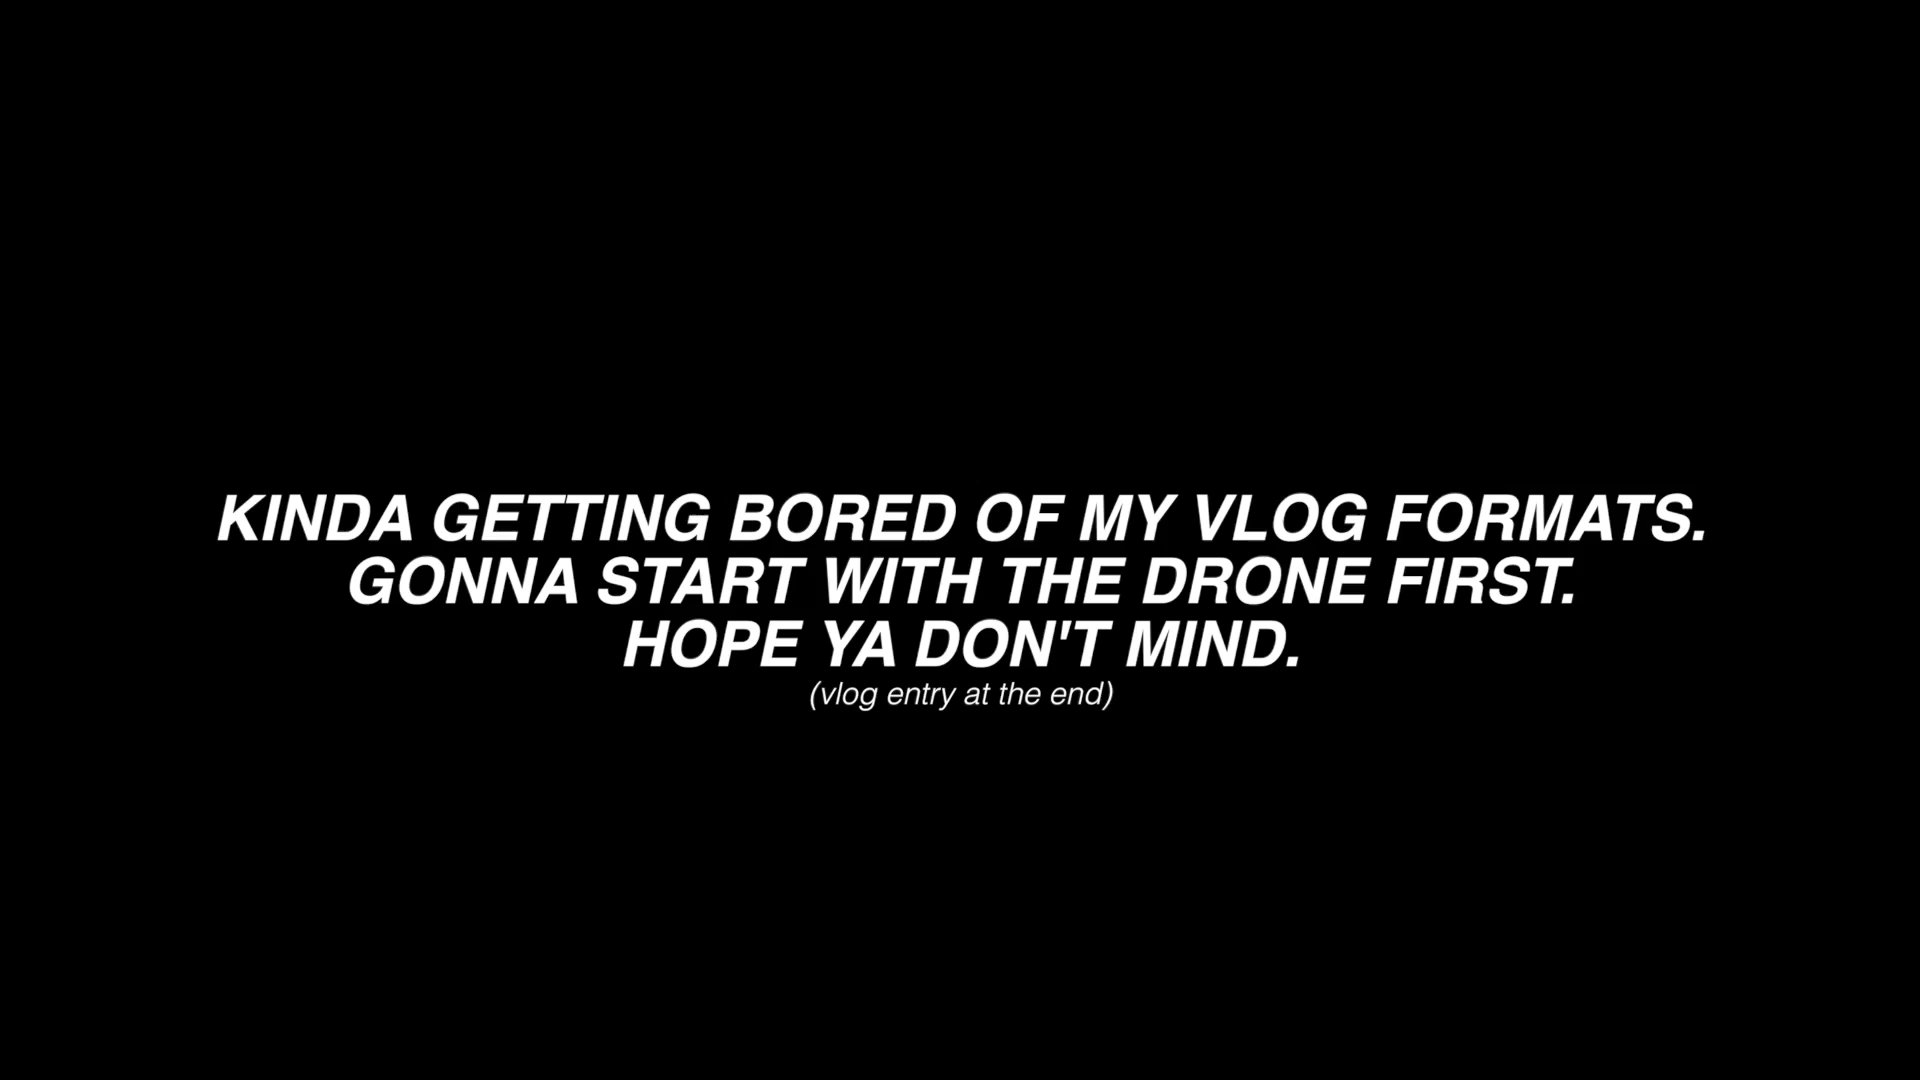 KINDA GETTING BORED OF MY VLOG FORMATS.
GONNA START WITH THE DRONE FIRST.
HOPE YA DON'T MIND.
(vlog entry at the end)